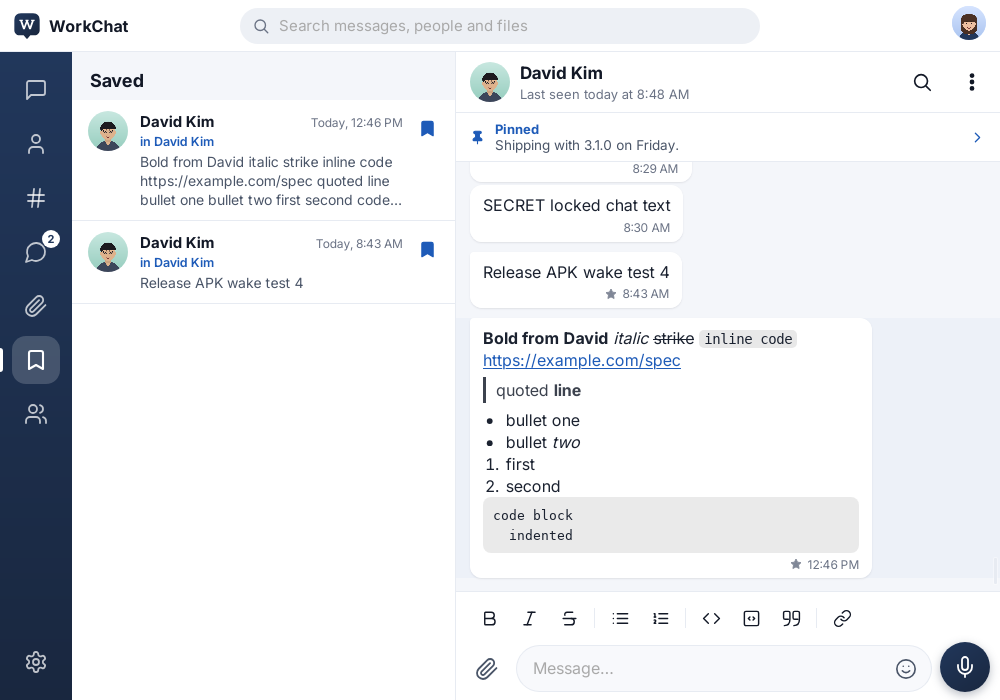 W WorkChat
Search messages, people and files
2
Saved
David Kim
Today, 12:46 PM
in David Kim
Bold from David italic strike inline code
https://example.com/spec quoted line
bullet one bullet two first second code...
David Kim
Today, 8:43 AM
in David Kim
Release APK wake test 4
David Kim
Last seen today at 8:48 AM
Pinned
Shipping with 3.1.0 on Friday.
8:29 AM
SECRET locked chat text
8:30 AM
Release APK wake test 4
8:43 AM
Bold from David italic strike inline code
https://example.com/spec
quoted line
• bullet one
• bullet two
1. first
2. second
code block
  indented
12:46 PM
Message...